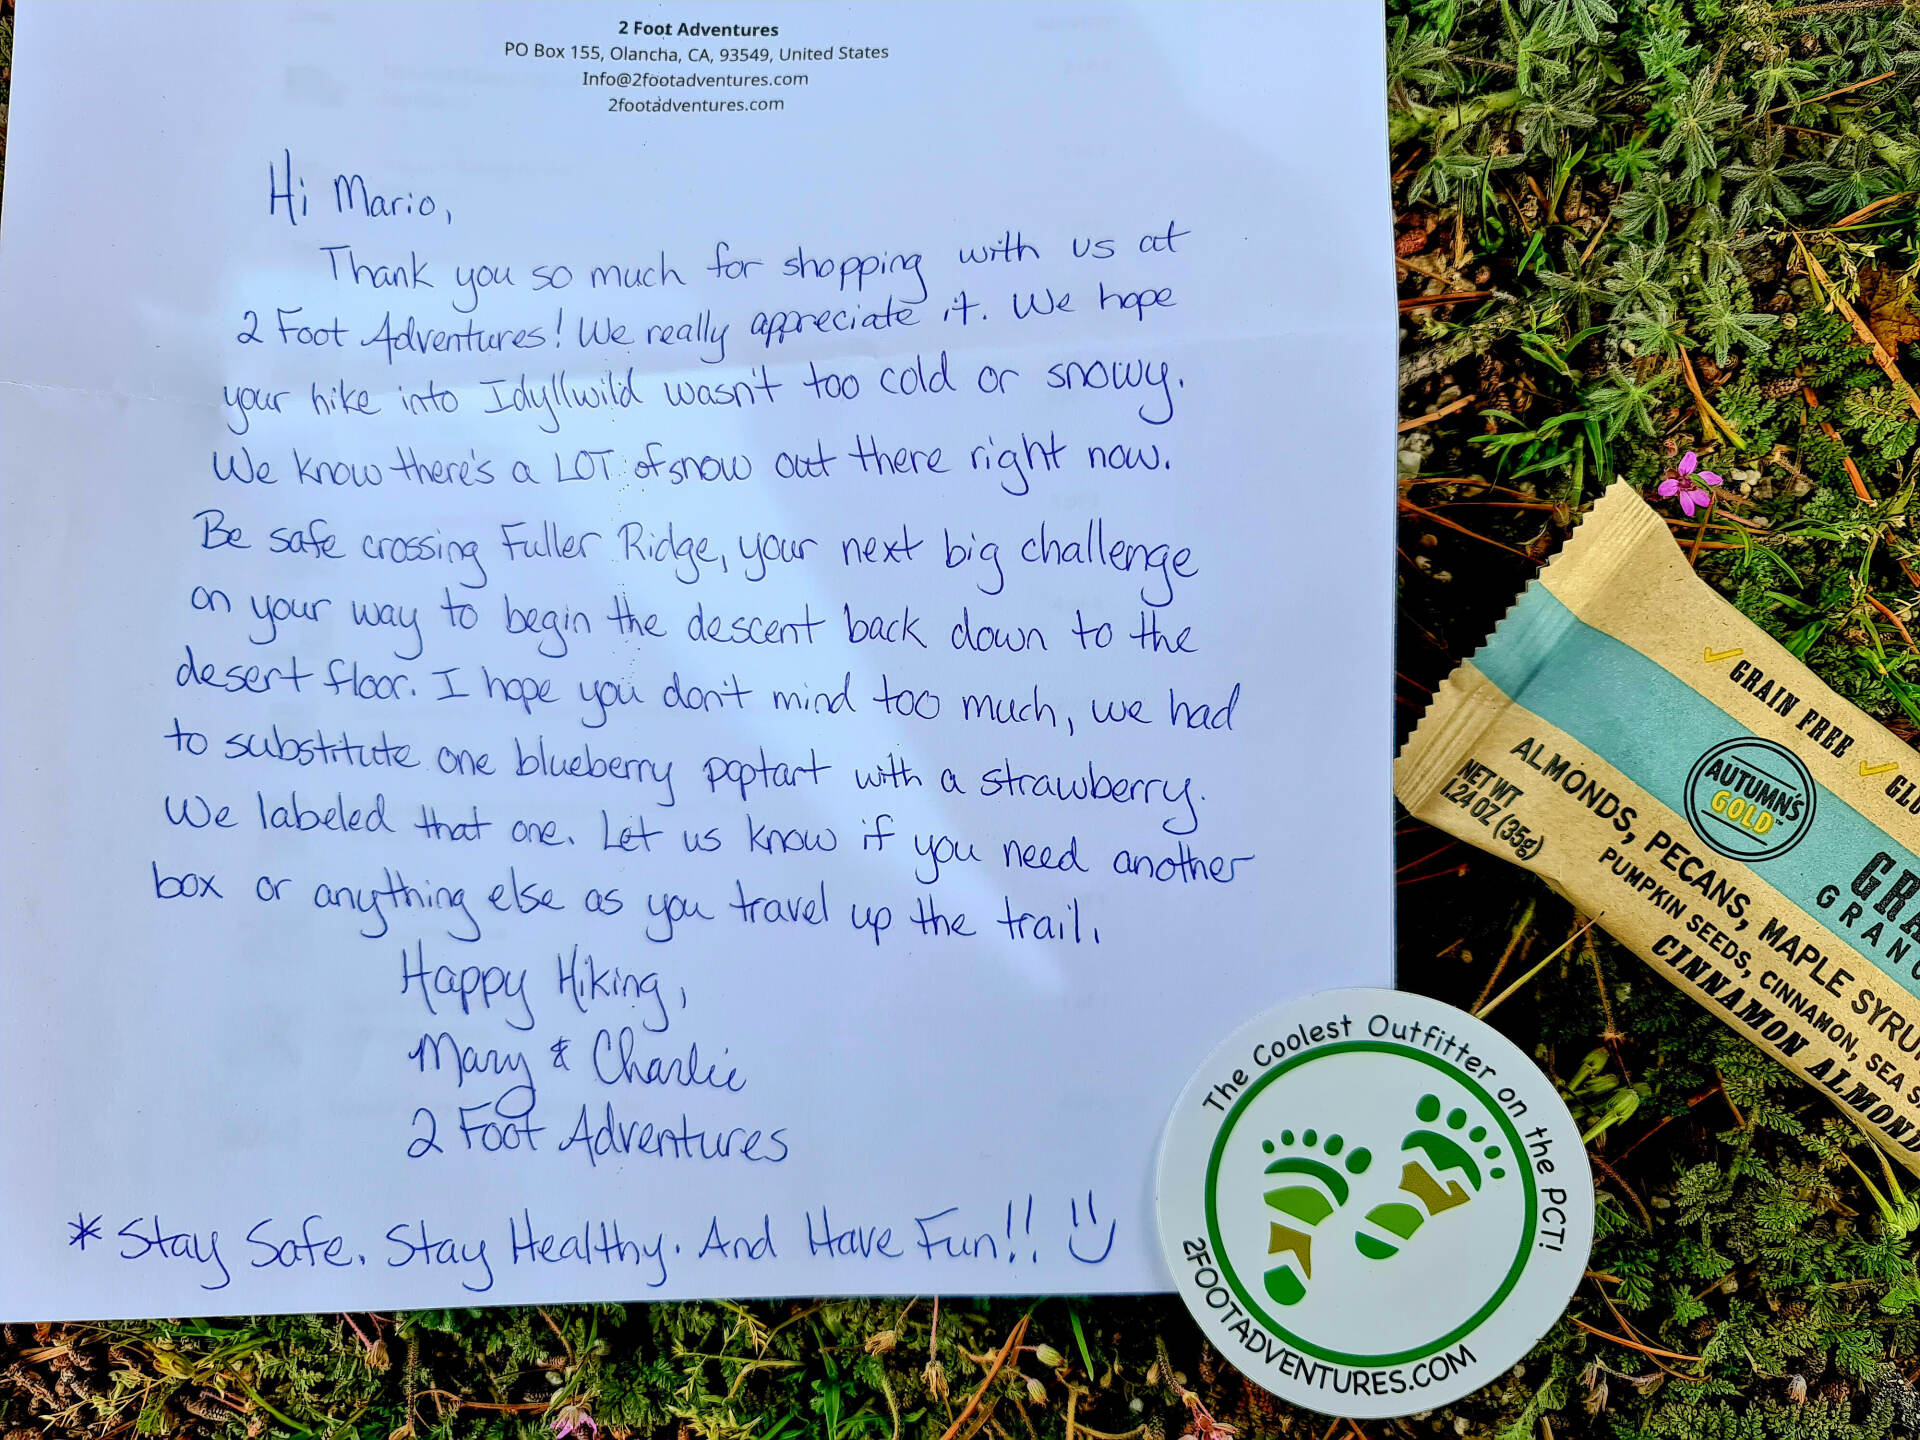 2 Foot Adventures
PO Box 155, Olancha, CA, 93549, United States
Info@2footadventures.com
2footadventures.com
Hi Mario,
Thank you so much for shopping with us at
2 Foot Adventures! We really appreciate it. We hope
your hike into Idyllwild wasn't too cold or snowy.
We know there's a LOT of snow out there right now.
Be safe crossing Fuller Ridge, your next big challenge
on your way to begin the descent back down to the
desert floor. I hope you don't mind too much, we had
to substitute one blueberry poptart with a strawberry.
We labeled that one. Let us know if you need another
box or anything else as you travel up the trail.
Happy Hiking,
Mary & Charlie
2 Foot Adventures
* Stay Safe. Stay Healthy. And Have Fun!!
The Coolest Outfitter on the PCT!
2FOOTADVENTURES.COM
✓ GRAIN FREE ✓ GLU
AUTUMN'S
GOLD™
GRA
GRANO
ALMONDS, PECANS, MAPLE SYRU
PUMPKIN SEEDS, CINNAMON, SEA S
CINNAMON ALMOND
NET WT
1.24 OZ (35g)